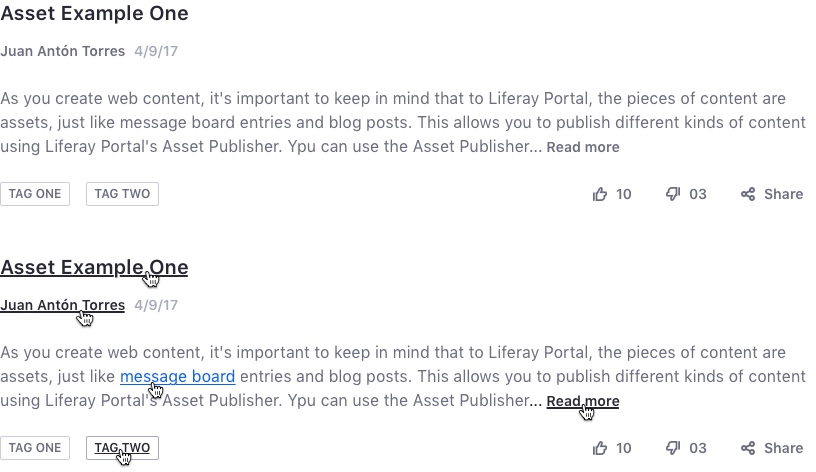 Asset Example One
Juan Antón Torres 4/9/17
As you create web content, it's important to keep in mind that to Liferay Portal, the pieces of content are
assets, just like message board entries and blog posts. This allows you to publish different kinds of content
using Liferay Portal's Asset Publisher. Ypu can use the Asset Publisher... Read more
TAG ONE TAG TWO 10 03 Share
Asset Example One
Juan Antón Torres 4/9/17
As you create web content, it's important to keep in mind that to Liferay Portal, the pieces of content are
assets, just like message board entries and blog posts. This allows you to publish different kinds of content
using Liferay Portal's Asset Publisher. Ypu can use the Asset Publisher... Read more
TAG ONE TAG TWO 10 03 Share